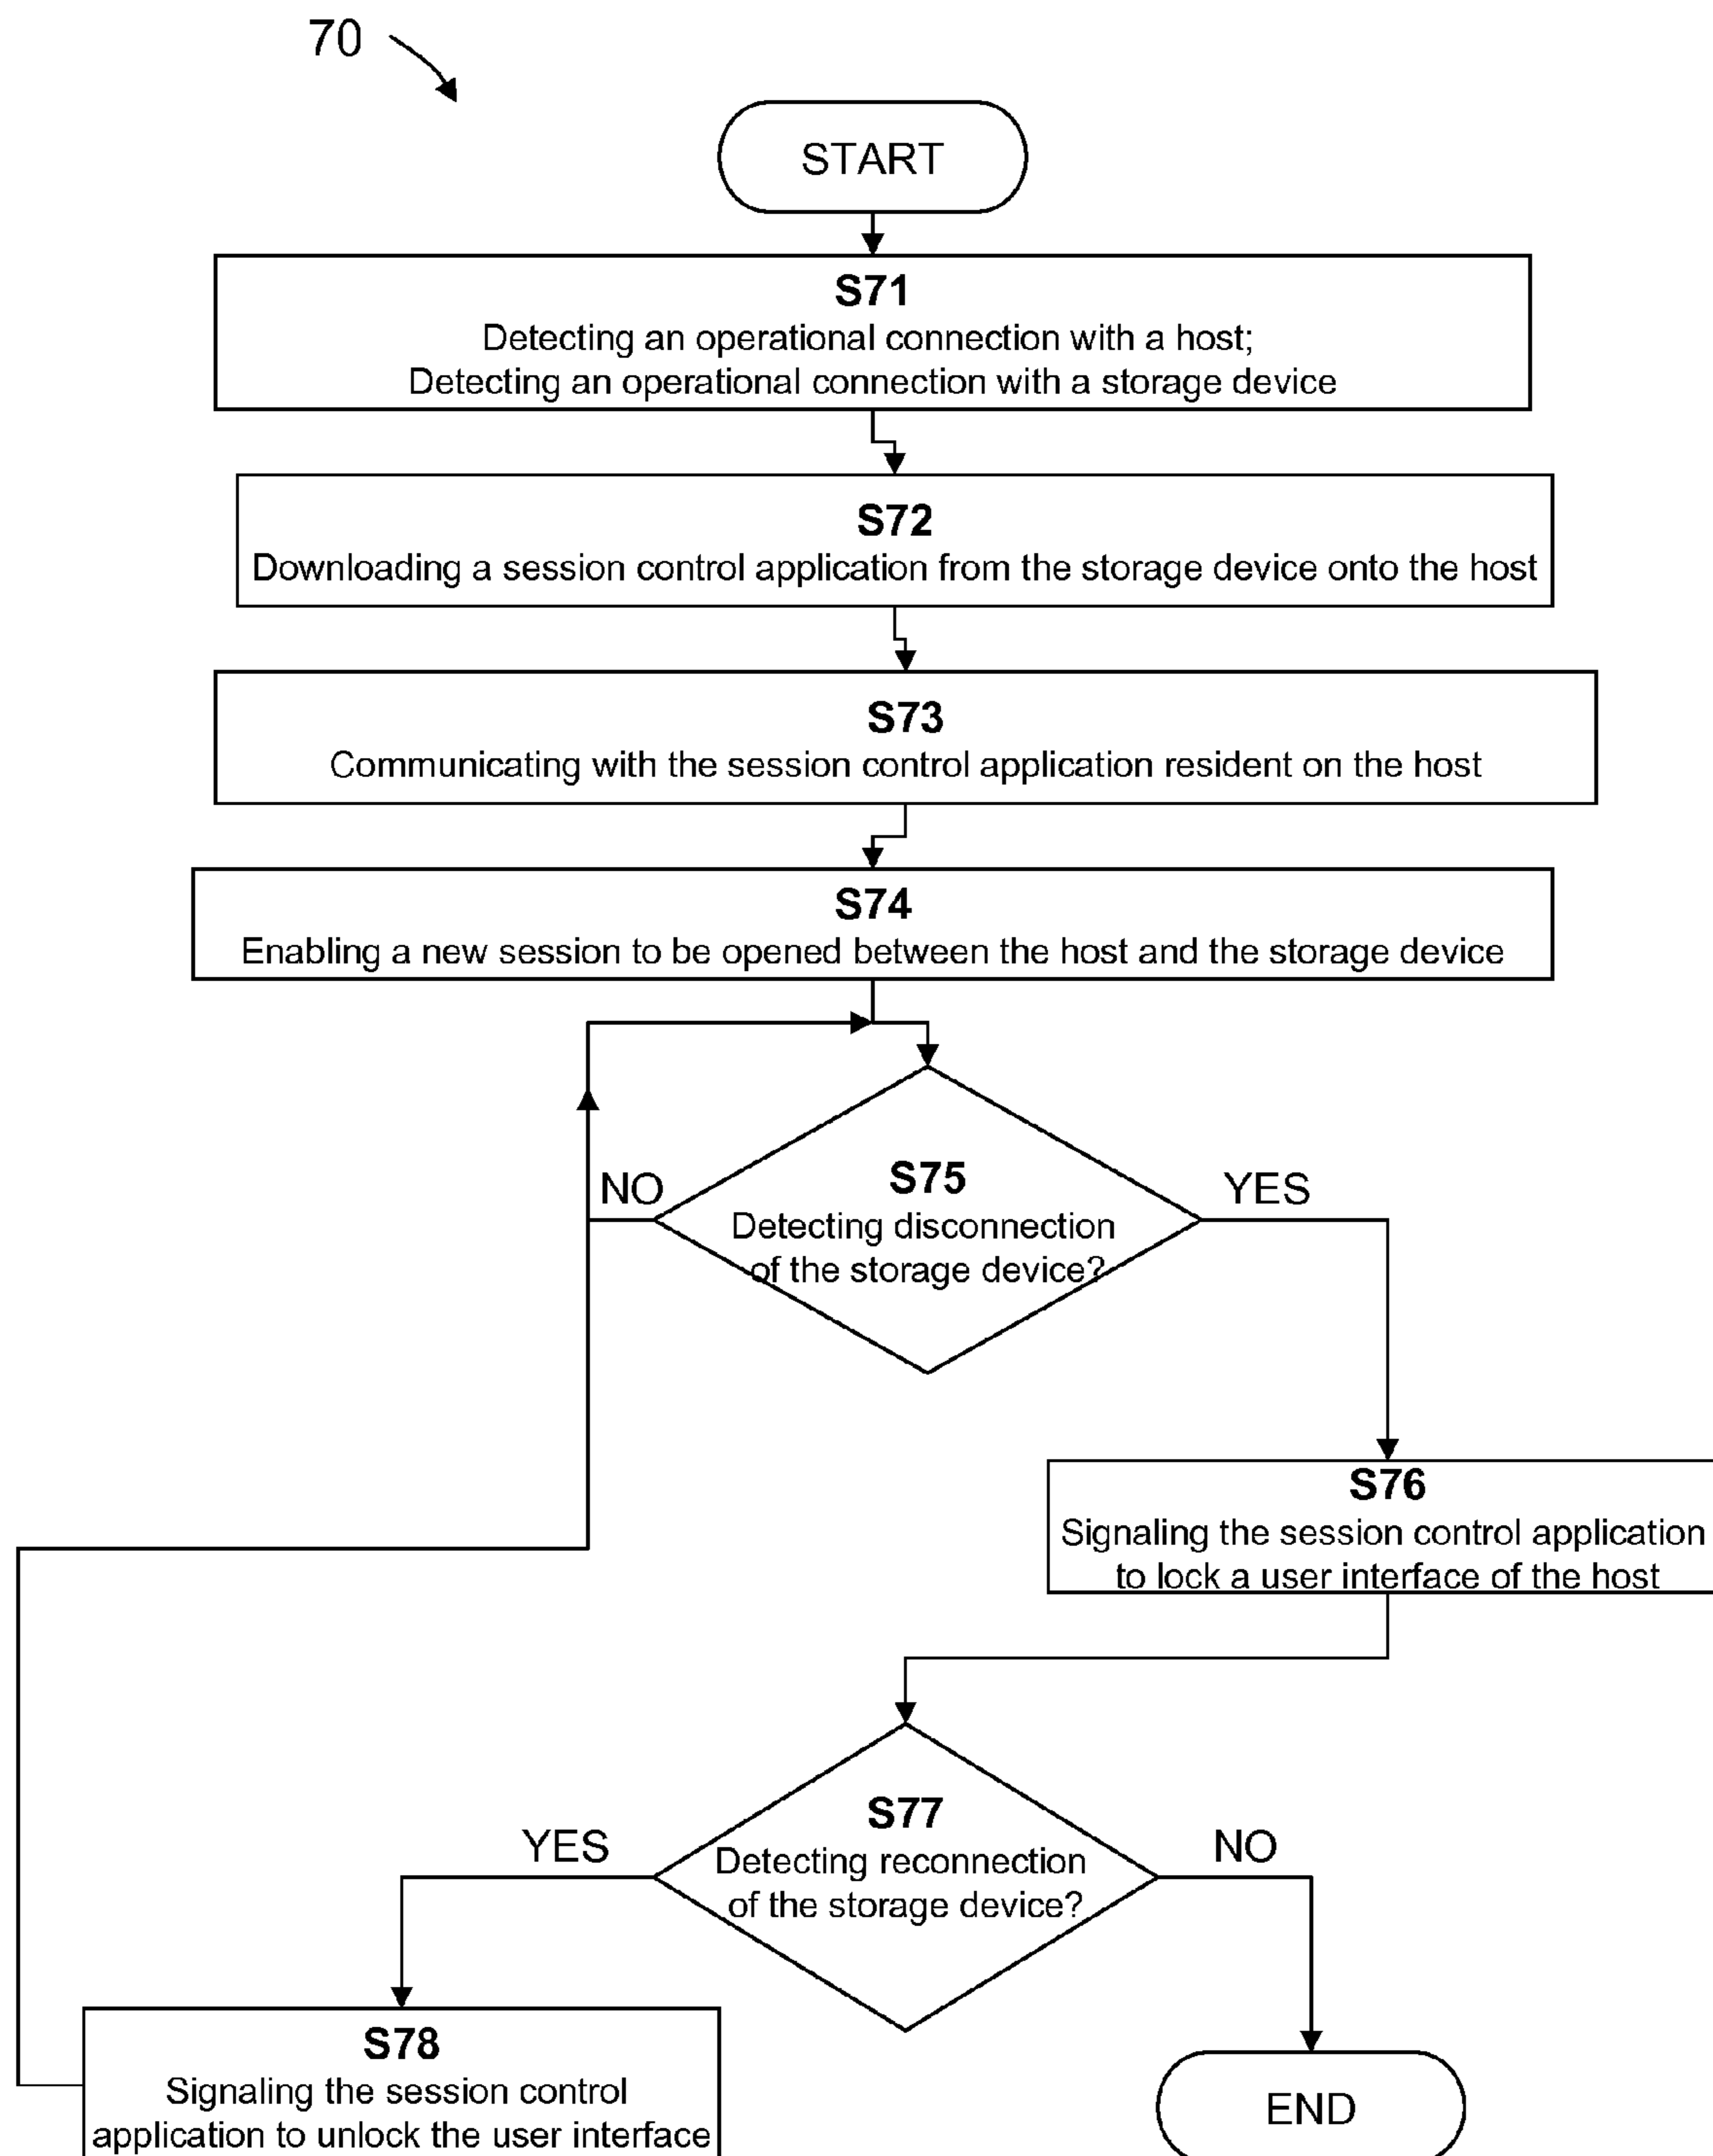 70
START
S71
Detecting an operational connection with a host;
Detecting an operational connection with a storage device
S72
Downloading a session control application from the storage device onto the host
S73
Communicating with the session control application resident on the host
S74
Enabling a new session to be opened between the host and the storage device
NO
S75
YES
Detecting disconnection
of the storage device?
S76
Signaling the session control application
to lock a user interface of the host
YES
S77
NO
Detecting reconnection
of the storage device?
S78
Signaling the session control
application to unlock the user interface
END